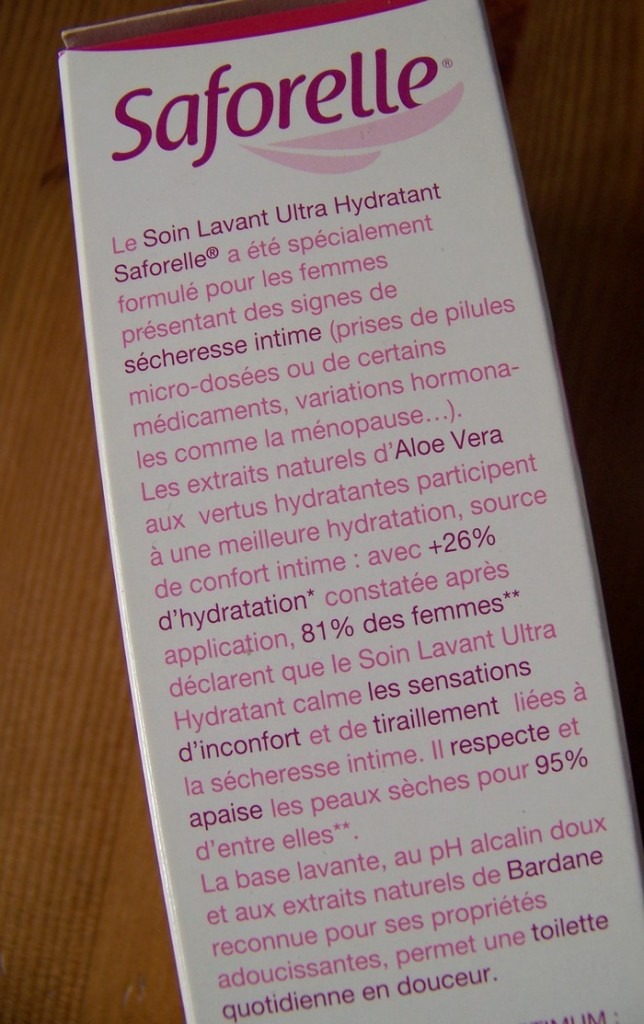 Saforelle®
Le Soin Lavant Ultra Hydratant
Saforelle® a été spécialement
formulé pour les femmes
présentant des signes de
sécheresse intime (prises de pilules
micro-dosées ou de certains
médicaments, variations hormona-
les comme la ménopause...).
Les extraits naturels d'Aloe Vera
aux vertus hydratantes participent
à une meilleure hydratation, source
de confort intime : avec +26%
d'hydratation* constatée après
application, 81% des femmes**
déclarent que le Soin Lavant Ultra
Hydratant calme les sensations
d'inconfort et de tiraillement liées à
la sécheresse intime. Il respecte et
apaise les peaux sèches pour 95%
d'entre elles**.
La base lavante, au pH alcalin doux
et aux extraits naturels de Bardane
reconnue pour ses propriétés
adoucissantes, permet une toilette
quotidienne en douceur.